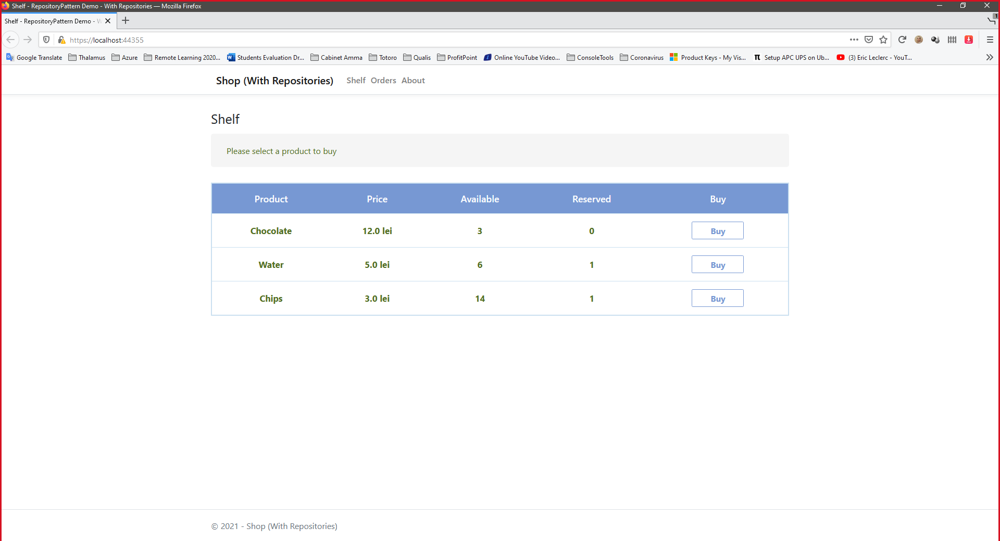 Shelf - RepositoryPattern Demo - With Repositories — Mozilla Firefox
Shelf - RepositoryPattern Demo - W
1
https://localhost:44355
Google Translate Thalamus Azure Remote Learning 2020... Students Evaluation Dr... Cabinet Amma Totoro Qualis ProfitPoint Online YouTube Video... ConsoleTools Coronavirus Product Keys - My Vis... Setup APC UPS on Ub... (3) Eric Leclerc - YouT...
Shop (With Repositories) Shelf Orders About
Shelf
Please select a product to buy
Product Price Available Reserved Buy
Chocolate 12.0 lei 3 0 Buy
Water 5.0 lei 6 1 Buy
Chips 3.0 lei 14 1 Buy
© 2021 - Shop (With Repositories)